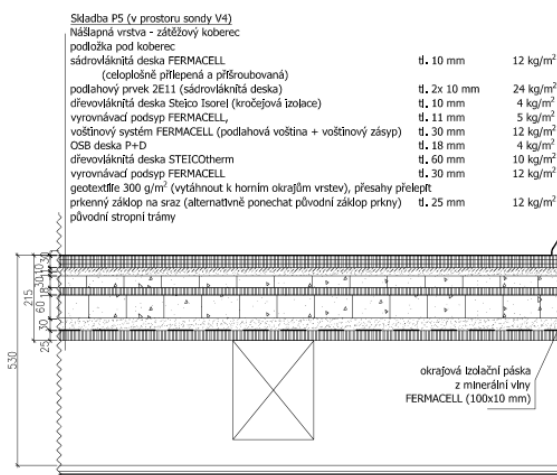 Skladba P5 (v prostoru sondy V4)
Nášlapná vrstva - zátěžový koberec
podložka pod koberec
sádrovláknitá deska FERMACELL tl. 10 mm 12 kg/m²
(celoplošně přilepená a přišroubovaná)
podlahový prvek 2E11 (sádrovláknitá deska) tl. 2x 10 mm 24 kg/m²
dřevovláknitá deska Steico Isorel (kročejová izolace) tl. 10 mm 4 kg/m²
vyrovnávací podsyp FERMACELL, tl. 11 mm 5 kg/m²
voštinový systém FERMACELL (podlahová voština + voštinový zásyp) tl. 30 mm 12 kg/m²
OSB deska P+D tl. 18 mm 4 kg/m²
dřevovláknitá deska STEICOtherm tl. 60 mm 10 kg/m²
vyrovnávací podsyp FERMACELL tl. 30 mm 12 kg/m²
geotextilie 300 g/m² (vytáhnout k horním okrajům vrstev), přesahy přelepit
prkenný záklop na sraz (alternativně ponechat původní záklop prkny) tl. 25 mm 12 kg/m²
původní stropní trámy
530
215
25
30
60
18
30
okrajová izolační páska
z minerální vlny
FERMACELL (100x10 mm)